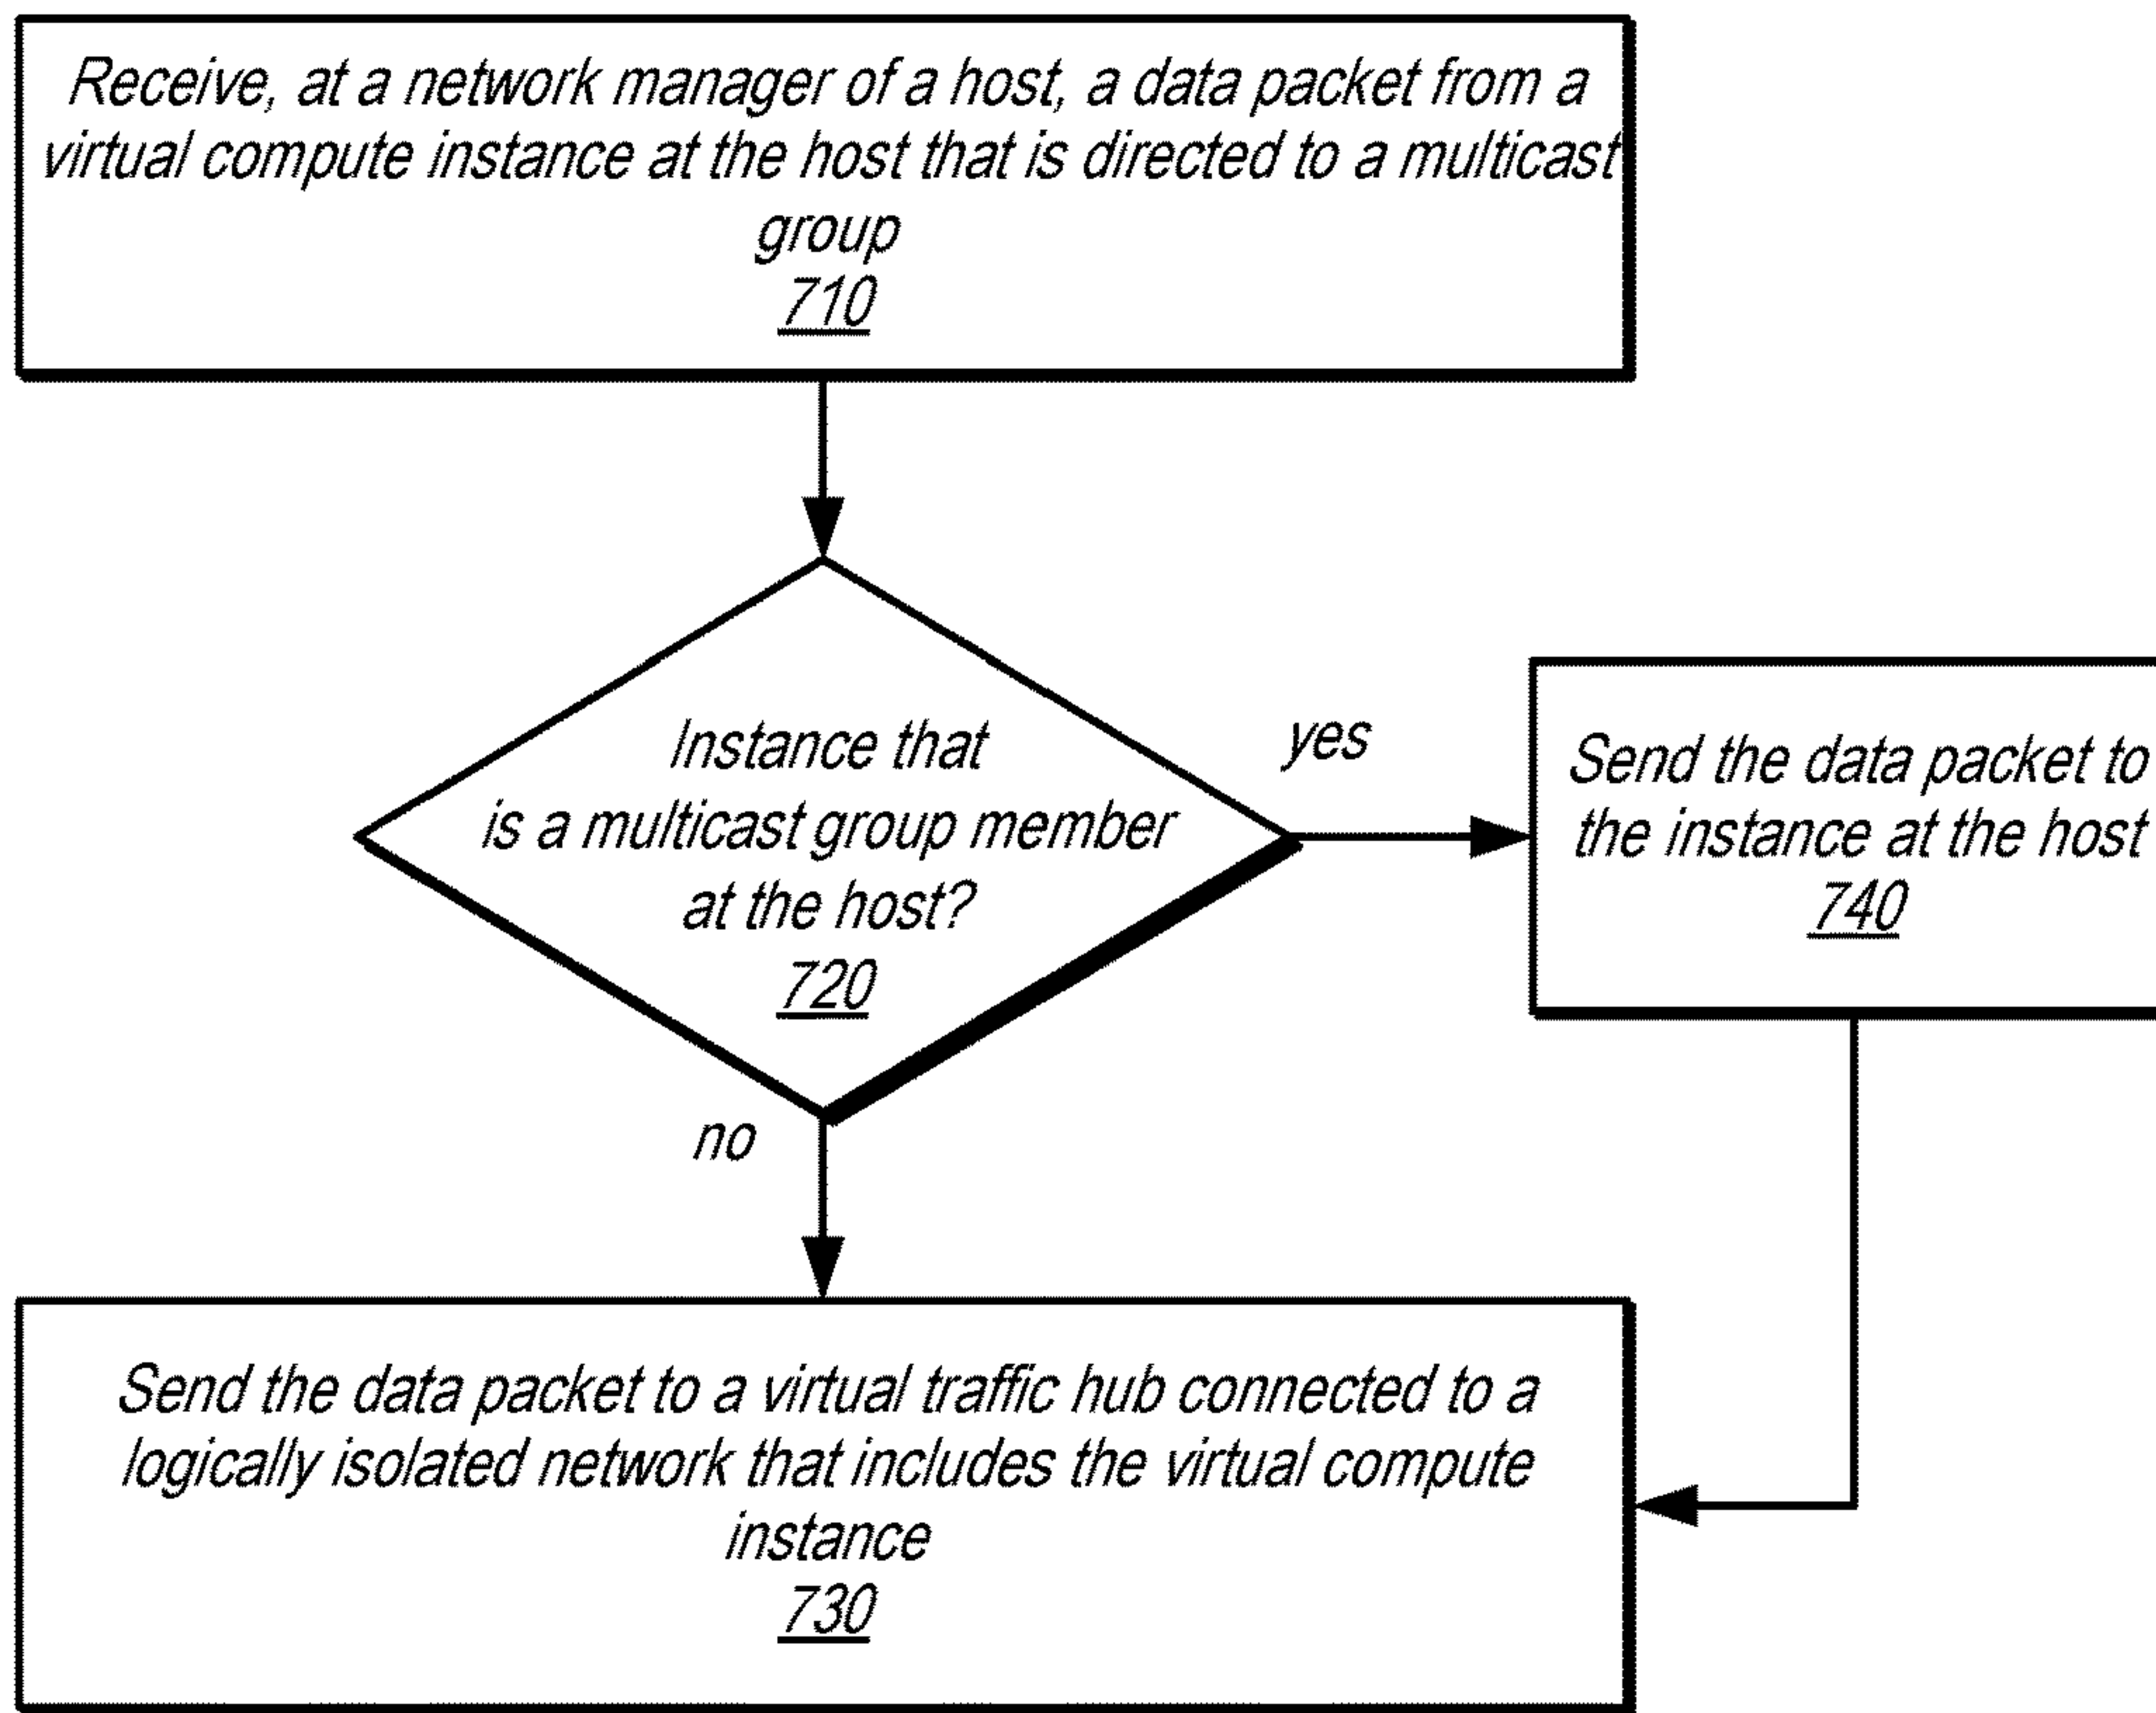 Receive, at a network manager of a host, a data packet from a
virtual compute instance at the host that is directed to a multicast
group
710
Instance that
is a multicast group member
at the host?
720
yes
Send the data packet to
the instance at the host
740
no
Send the data packet to a virtual traffic hub connected to a
logically isolated network that includes the virtual compute
instance
730